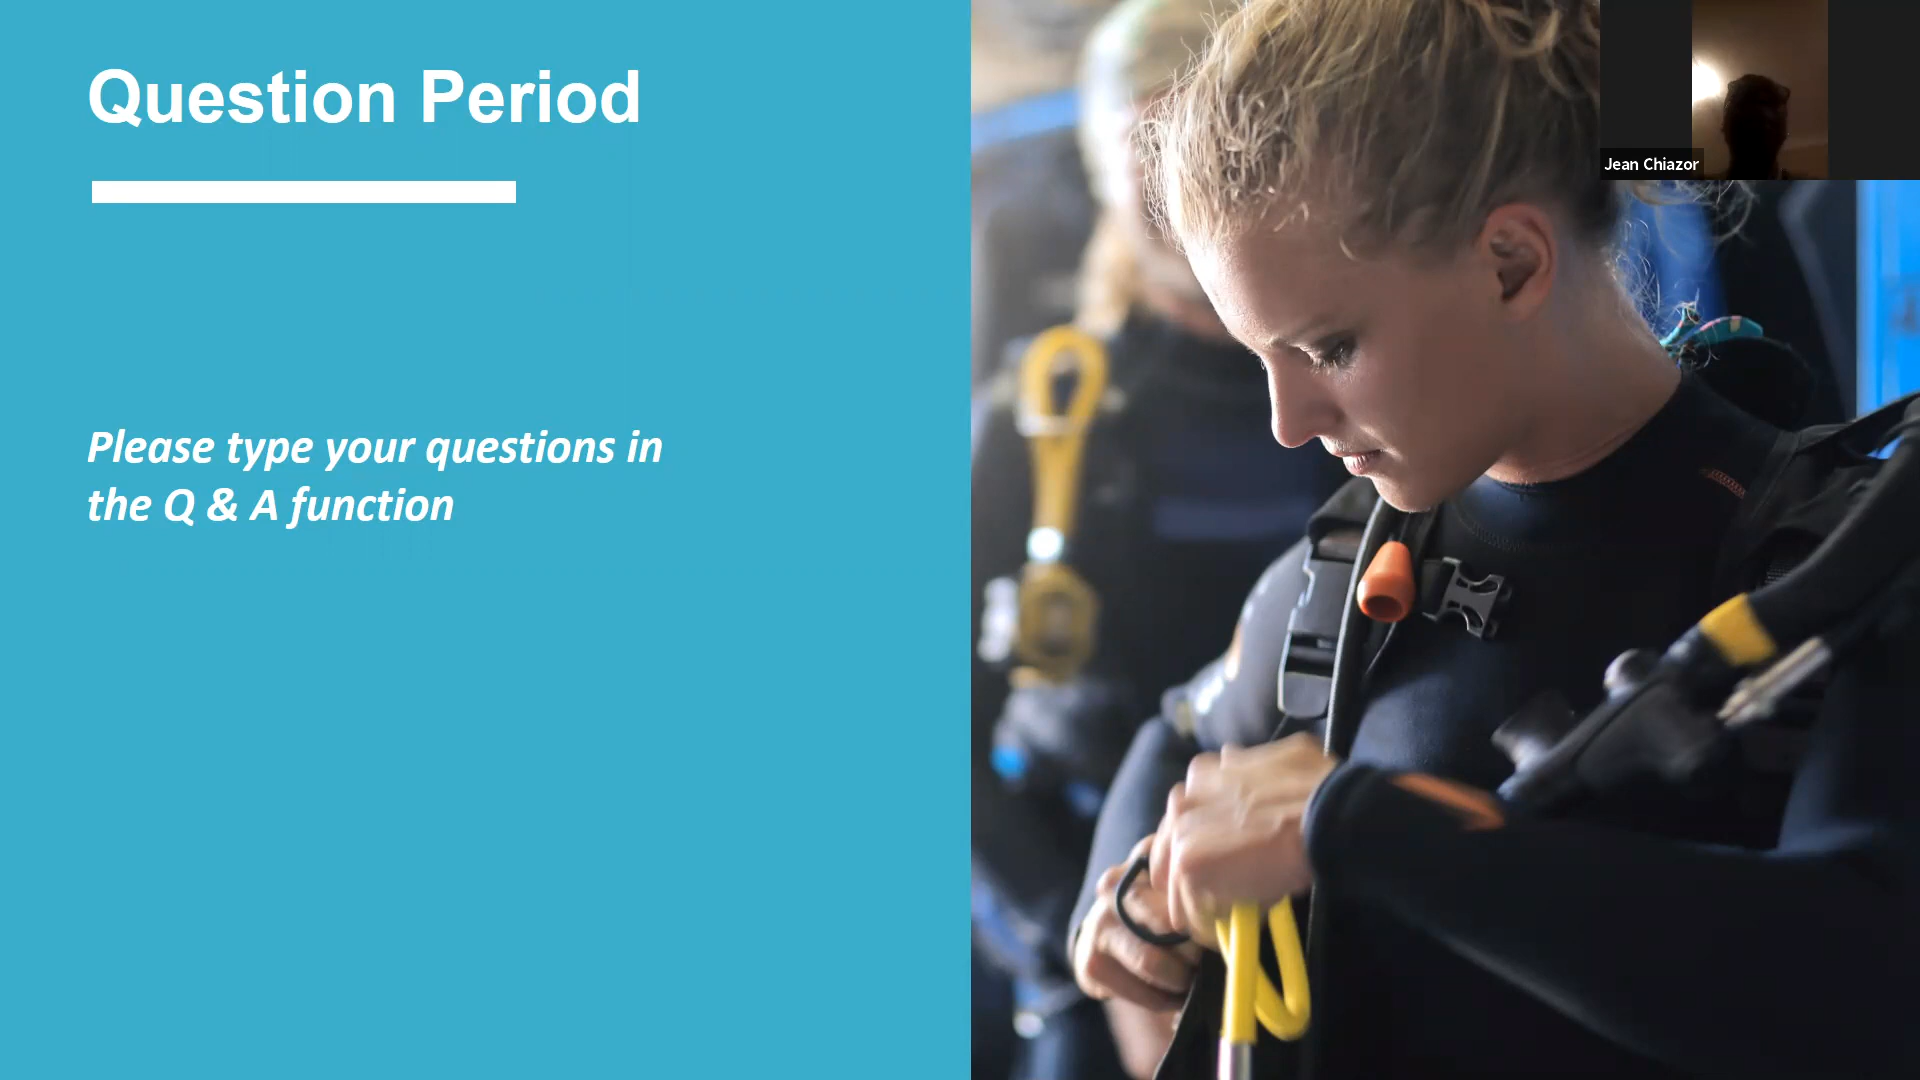 Question Period
Jean Chiazor
Please type your questions in
the Q & A function